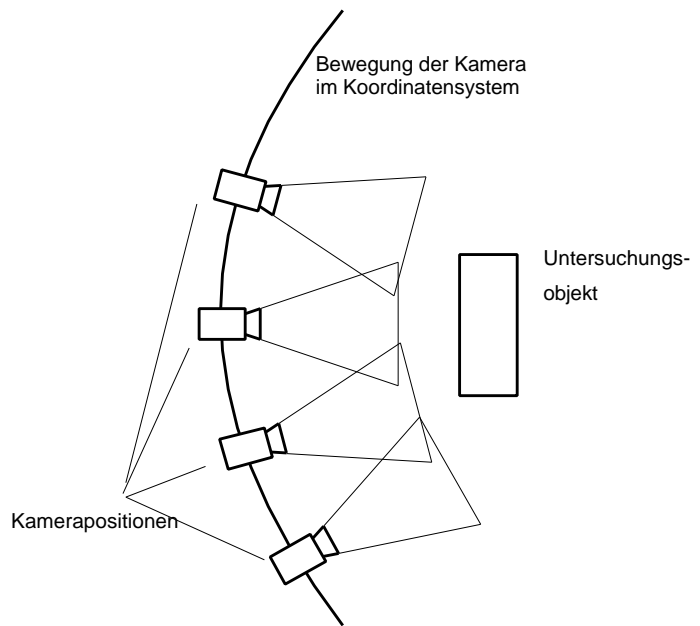 Bewegung der Kamera
im Koordinatensystem
Untersuchungs-
objekt
Kamerapositionen